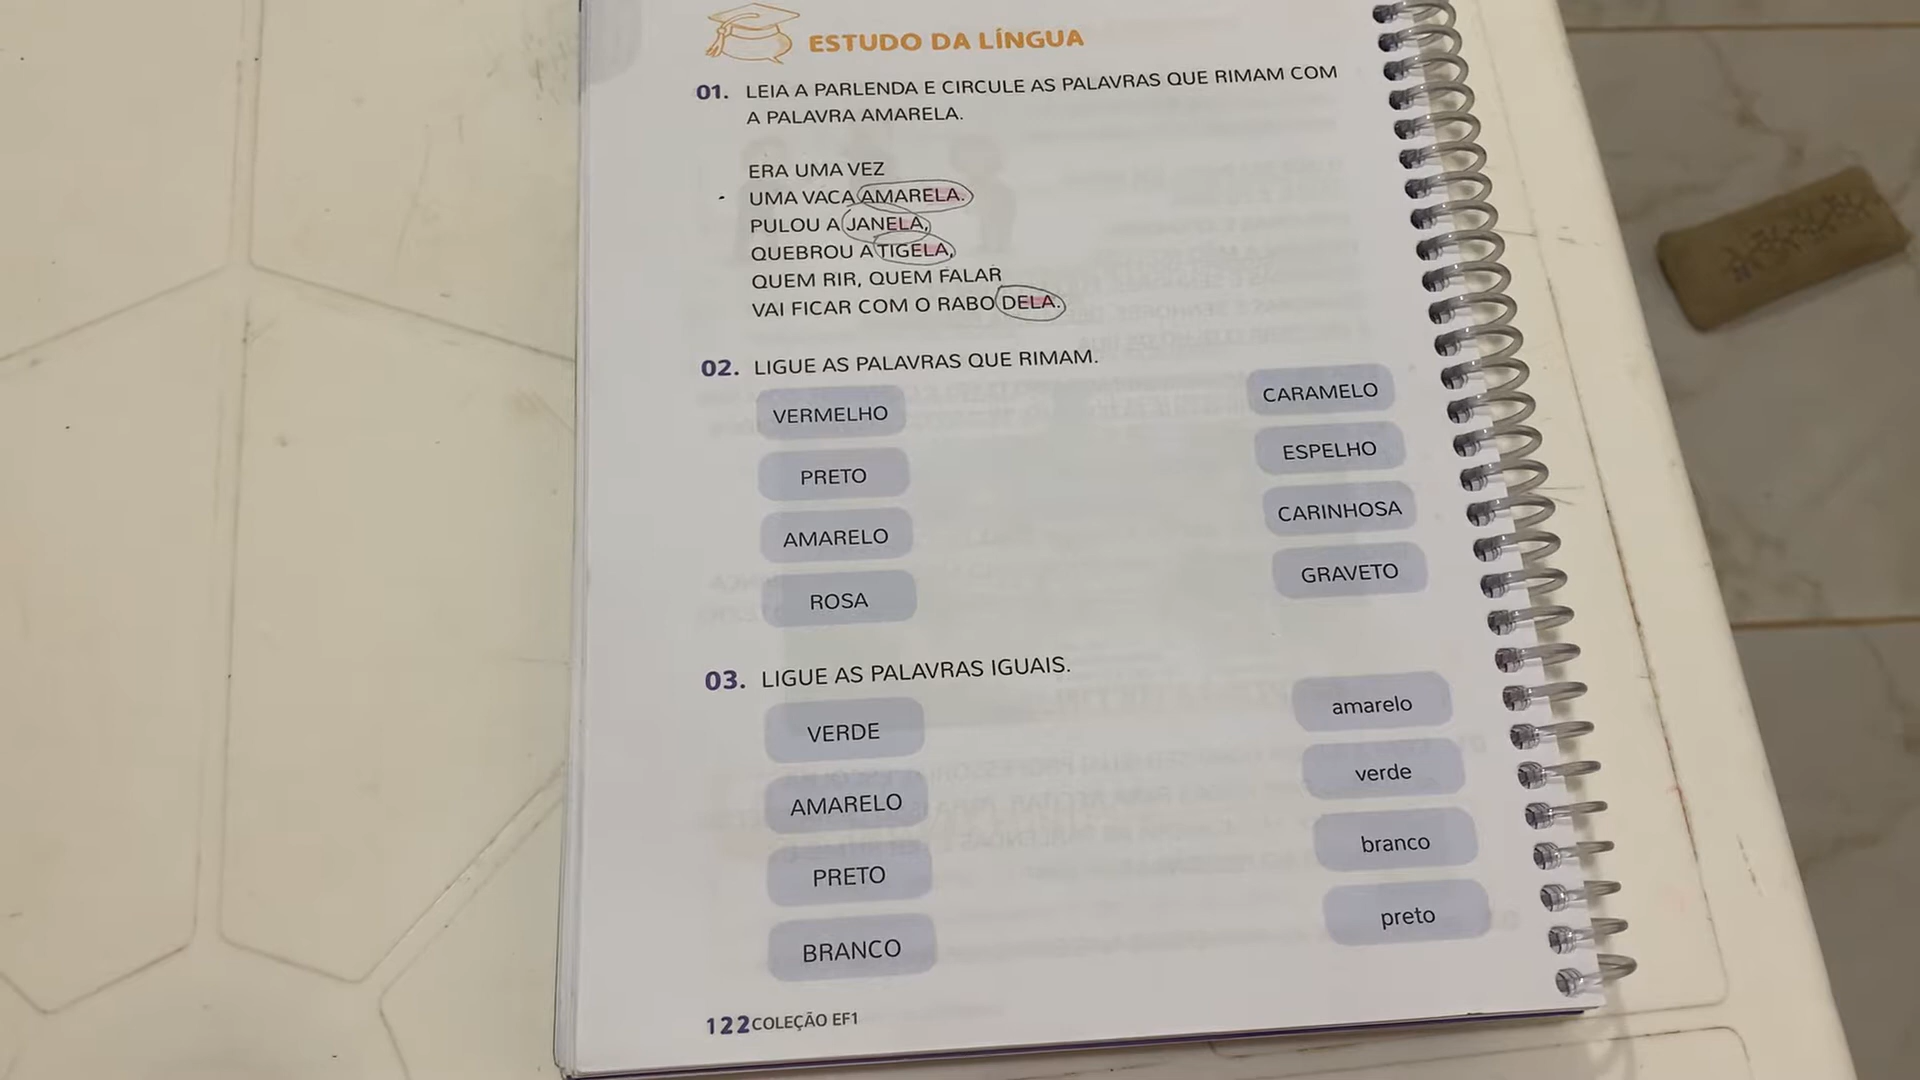 ESTUDO DA LÍNGUA
01. LEIA A PARLENDA E CIRCULE AS PALAVRAS QUE RIMAM COM
A PALAVRA AMARELA.
ERA UMA VEZ
UMA VACA AMARELA.
PULOU A JANELA,
QUEBROU A TIGELA,
QUEM RIR, QUEM FALAR
VAI FICAR COM O RABO DELA.
02. LIGUE AS PALAVRAS QUE RIMAM.
VERMELHO
PRETO
AMARELO
ROSA
CARAMELO
ESPELHO
CARINHOSA
GRAVETO
03. LIGUE AS PALAVRAS IGUAIS.
VERDE
AMARELO
PRETO
BRANCO
amarelo
verde
branco
preto
122 COLEÇÃO EF1